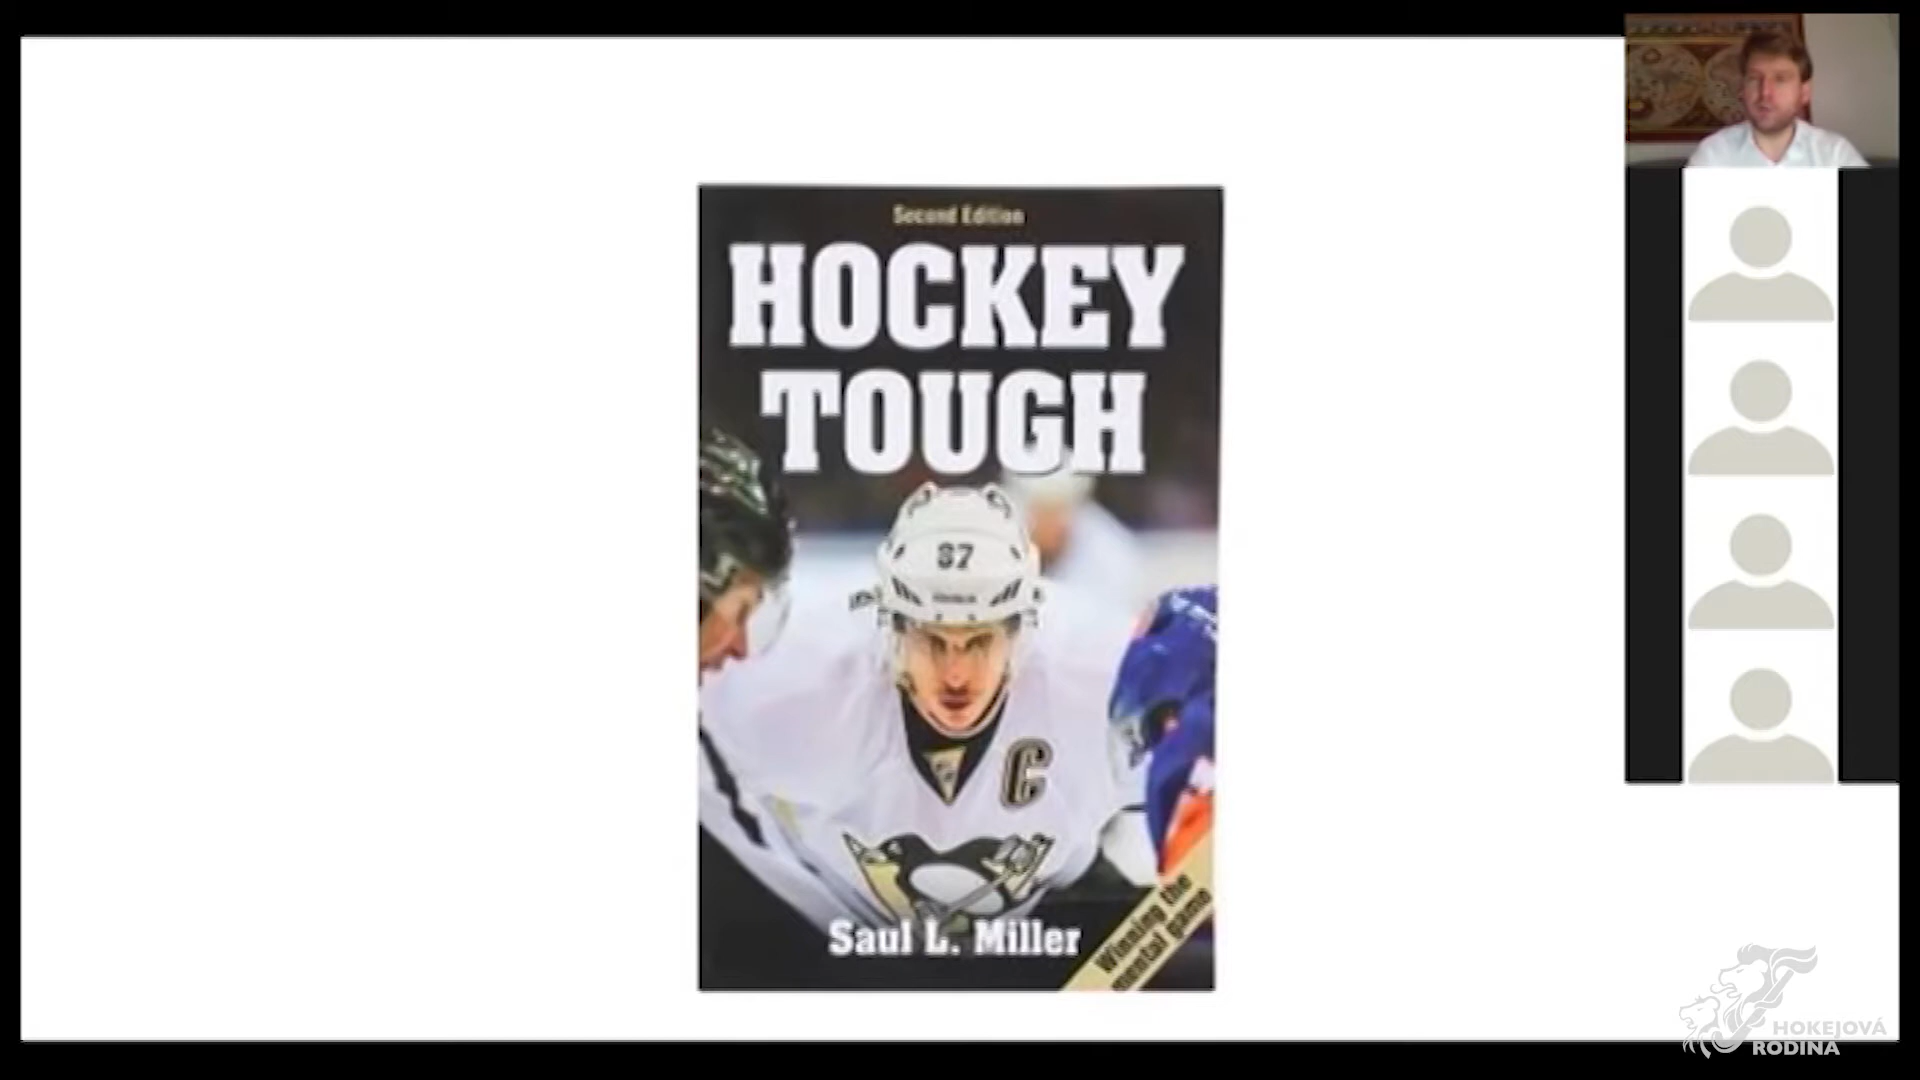 Second Edition
HOCKEY
TOUGH
87
C
Saul L. Miller
Winning the
mental game
HOKEJOVÁ
RODINA